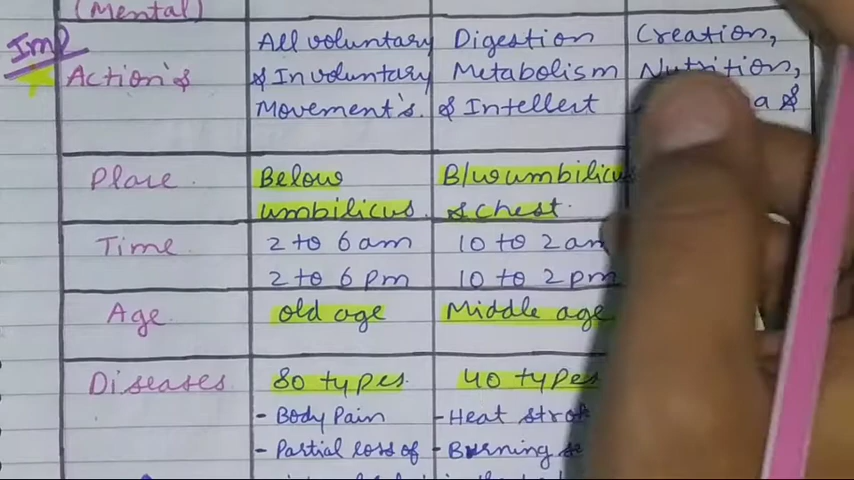 (Mental)
Imp
Action's
All voluntary
& Involuntary
Movement's.
Digestion
Metabolism
& Intellert
Creation,
Nutrition,
&
Place
Below
umbilicus.
B/w umbilicus
& chest.
Time
2 to 6 am
2 to 6 pm
10 to 2 am
10 to 2 pm
Age
old age
Middle age
Diseases
80 types.
- Body Pain
- Partial loss of
40 types
- Heat
- Burning